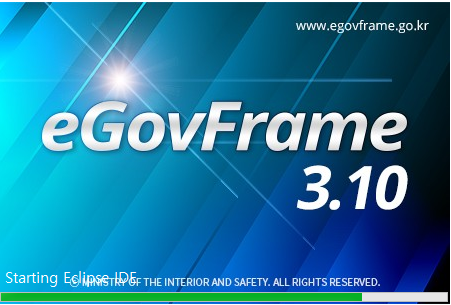 www.egovframe.go.kr
eGovFrame
3.10
Starting Eclipse IDE
© MINISTRY OF THE INTERIOR AND SAFETY. ALL RIGHTS RESERVED.